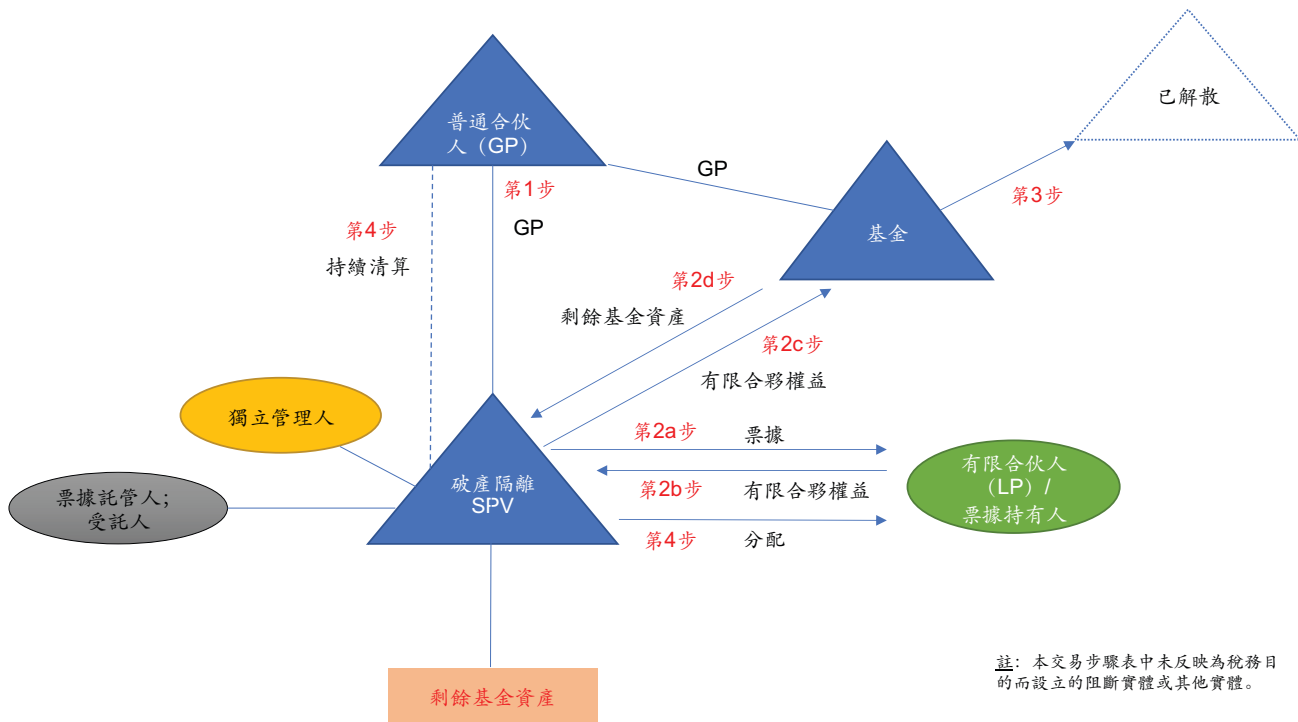 已解散
普通合伙
人（GP）
GP
第1步
第3步
GP
第4步
持續清算
基金
第2d步
剩餘基金資產
第2c步
有限合夥權益
獨立管理人
第2a步
票據
有限合伙人
（LP）/
票據持有人
破產隔離
SPV
第2b步
有限合夥權益
票據託管人;
受託人
第4步
分配
註: 本交易步驟表中未反映為稅務目
的而設立的阻斷實體或其他實體。
剩餘基金資產